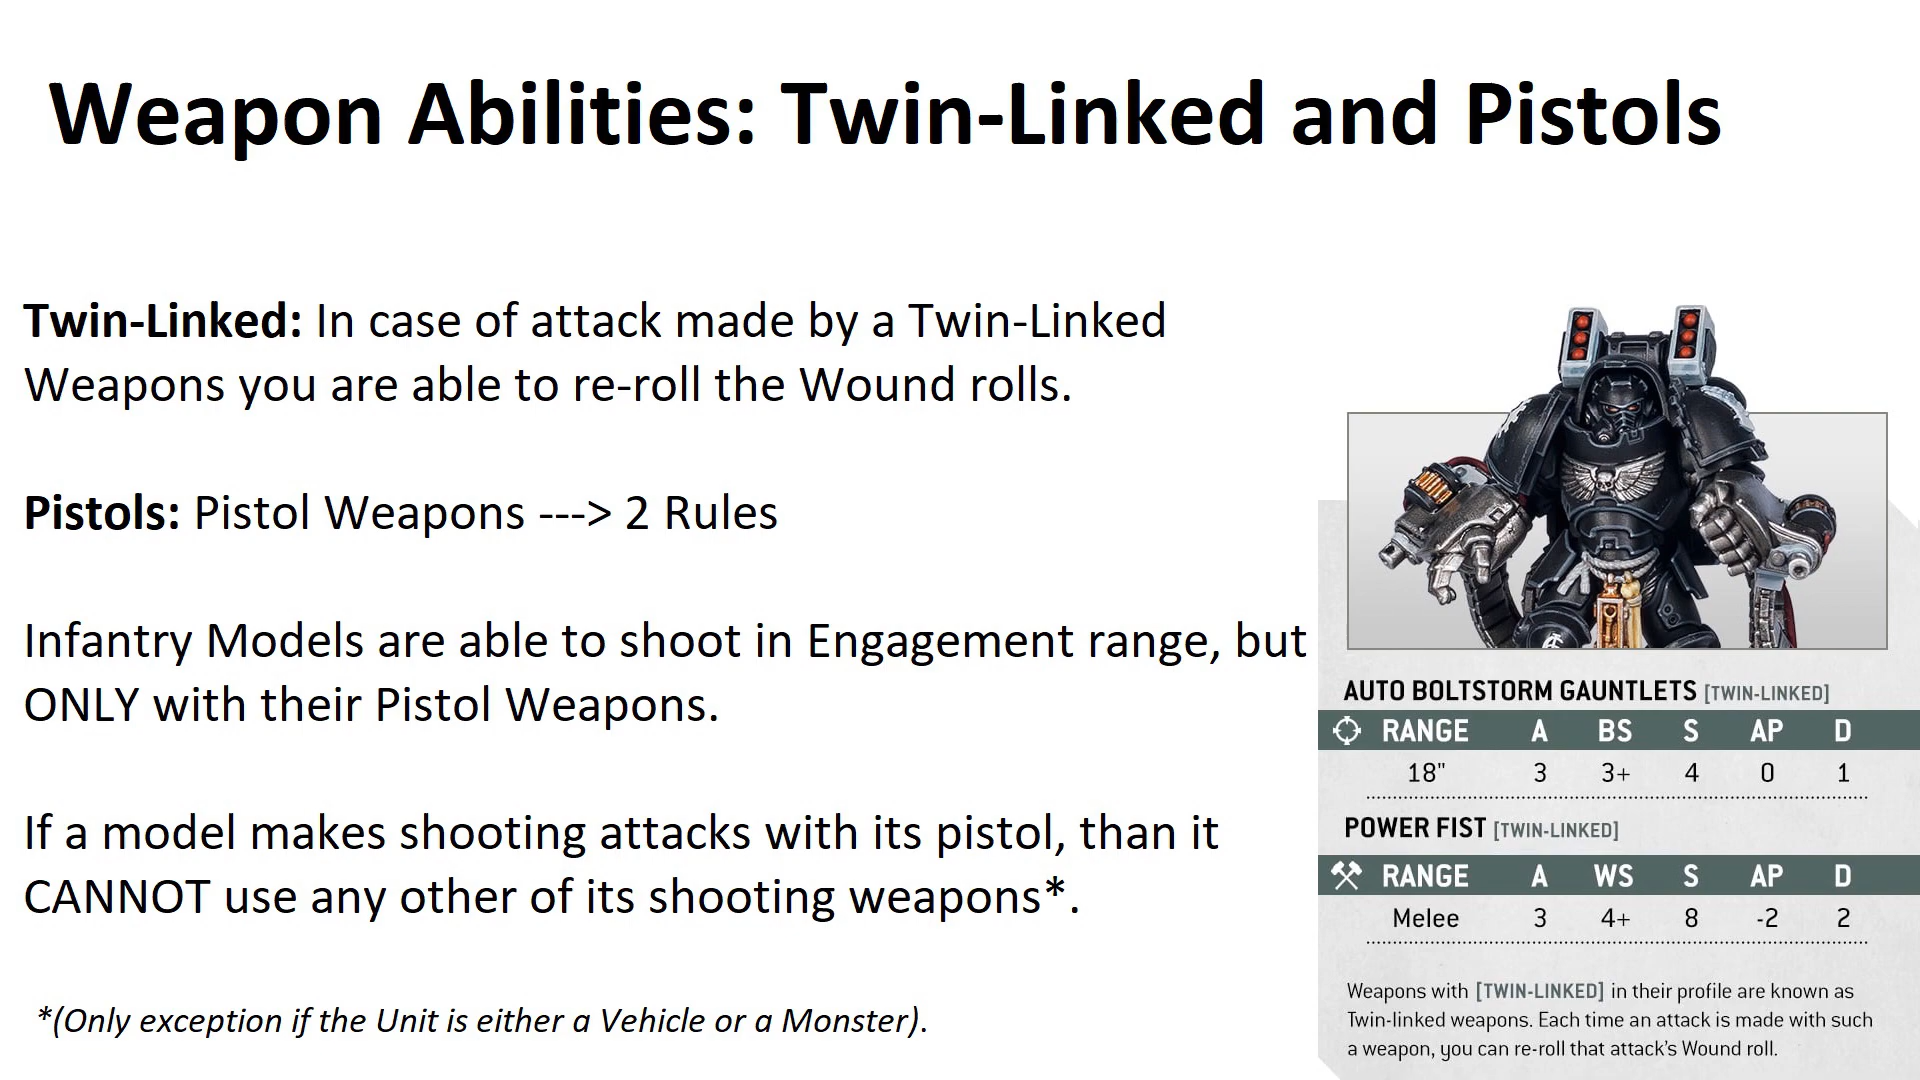 Weapon Abilities: Twin-Linked and Pistols
Twin-Linked: In case of attack made by a Twin-Linked
Weapons you are able to re-roll the Wound rolls.
Pistols: Pistol Weapons ---> 2 Rules
Infantry Models are able to shoot in Engagement range, but
ONLY with their Pistol Weapons.
If a model makes shooting attacks with its pistol, than it
CANNOT use any other of its shooting weapons*.
*(Only exception if the Unit is either a Vehicle or a Monster).
AUTO BOLTSTORM GAUNTLETS [TWIN-LINKED]
RANGE A BS S AP D
18" 3 3+ 4 0 1
POWER FIST [TWIN-LINKED]
RANGE A WS S AP D
Melee 3 4+ 8 -2 2
Weapons with [TWIN-LINKED] in their profile are known as
Twin-linked weapons. Each time an attack is made with such
a weapon, you can re-roll that attack's Wound roll.